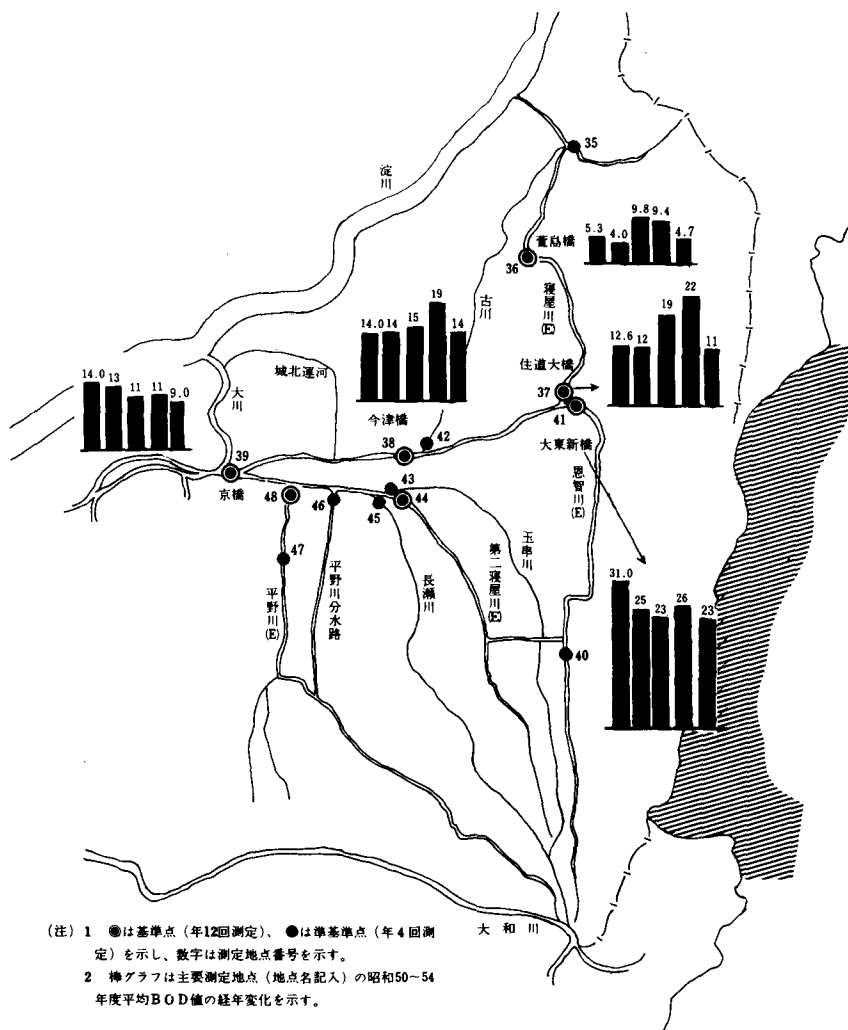 35
淀川
9.8
9.4
5.3
4.0
4.7
萱島橋
36
古川
寝屋川(E)
22
19
12.6
12
11
19
14.0
14
15
14
住道大橋
37
41
大東新橋
城北運河
今津橋
38
42
14.0
13
11
11
9.0
大川
39
京橋
恩智川(E)
43
44
48
46
45
47
玉串川
第二寝屋川(E)
長瀬川
平野川分水路
平野川(E)
31.0
25
23
26
23
40
大和川
(注) 1 ◎は基準点(年12回測定)、●は準基準点(年4回測
定)を示し、数字は測定地点番号を示す。
2 棒グラフは主要測定地点(地点名記入)の昭和50~54
年度平均BOD値の経年変化を示す。